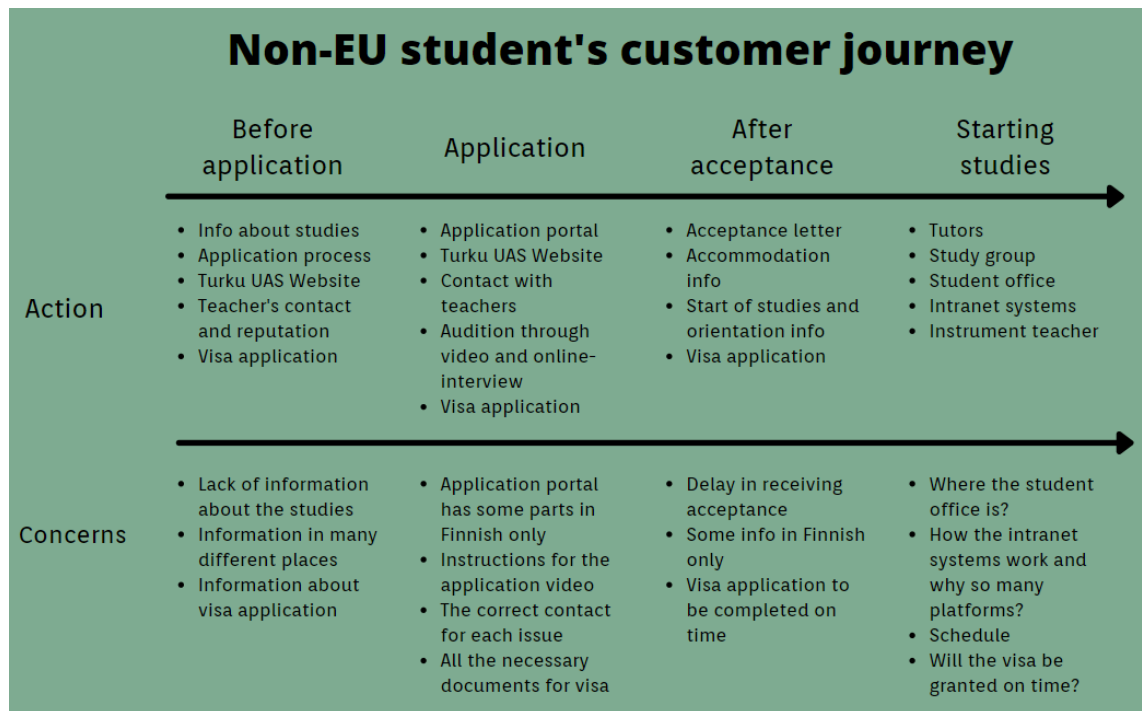 Non-EU student's customer journey
Before
application
Application
After
acceptance
Starting
studies
Action
• Info about studies
• Application process
• Turku UAS Website
• Teacher's contact
and reputation
• Visa application
• Application portal
• Turku UAS Website
• Contact with
teachers
• Audition through
video and online-
interview
• Visa application
• Acceptance letter
• Accommodation
info
• Start of studies and
orientation info
• Visa application
• Tutors
• Study group
• Student office
• Intranet systems
• Instrument teacher
Concerns
• Lack of information
about the studies
• Information in many
different places
• Information about
visa application
• Application portal
has some parts in
Finnish only
• Instructions for the
application video
• The correct contact
for each issue
• All the necessary
documents for visa
• Delay in receiving
acceptance
• Some info in Finnish
only
• Visa application to
be completed on
time
• Where the student
office is?
• How the intranet
systems work and
why so many
platforms?
• Schedule
• Will the visa be
granted on time?